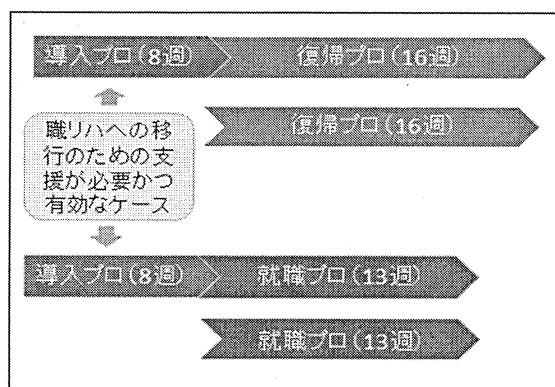 導入プロ(8週) 復帰プロ(16週)
復帰プロ(16週)
職リハへの移
行のための支
援が必要かつ
有効なケース
導入プロ(8週) 就職プロ(13週)
就職プロ(13週)